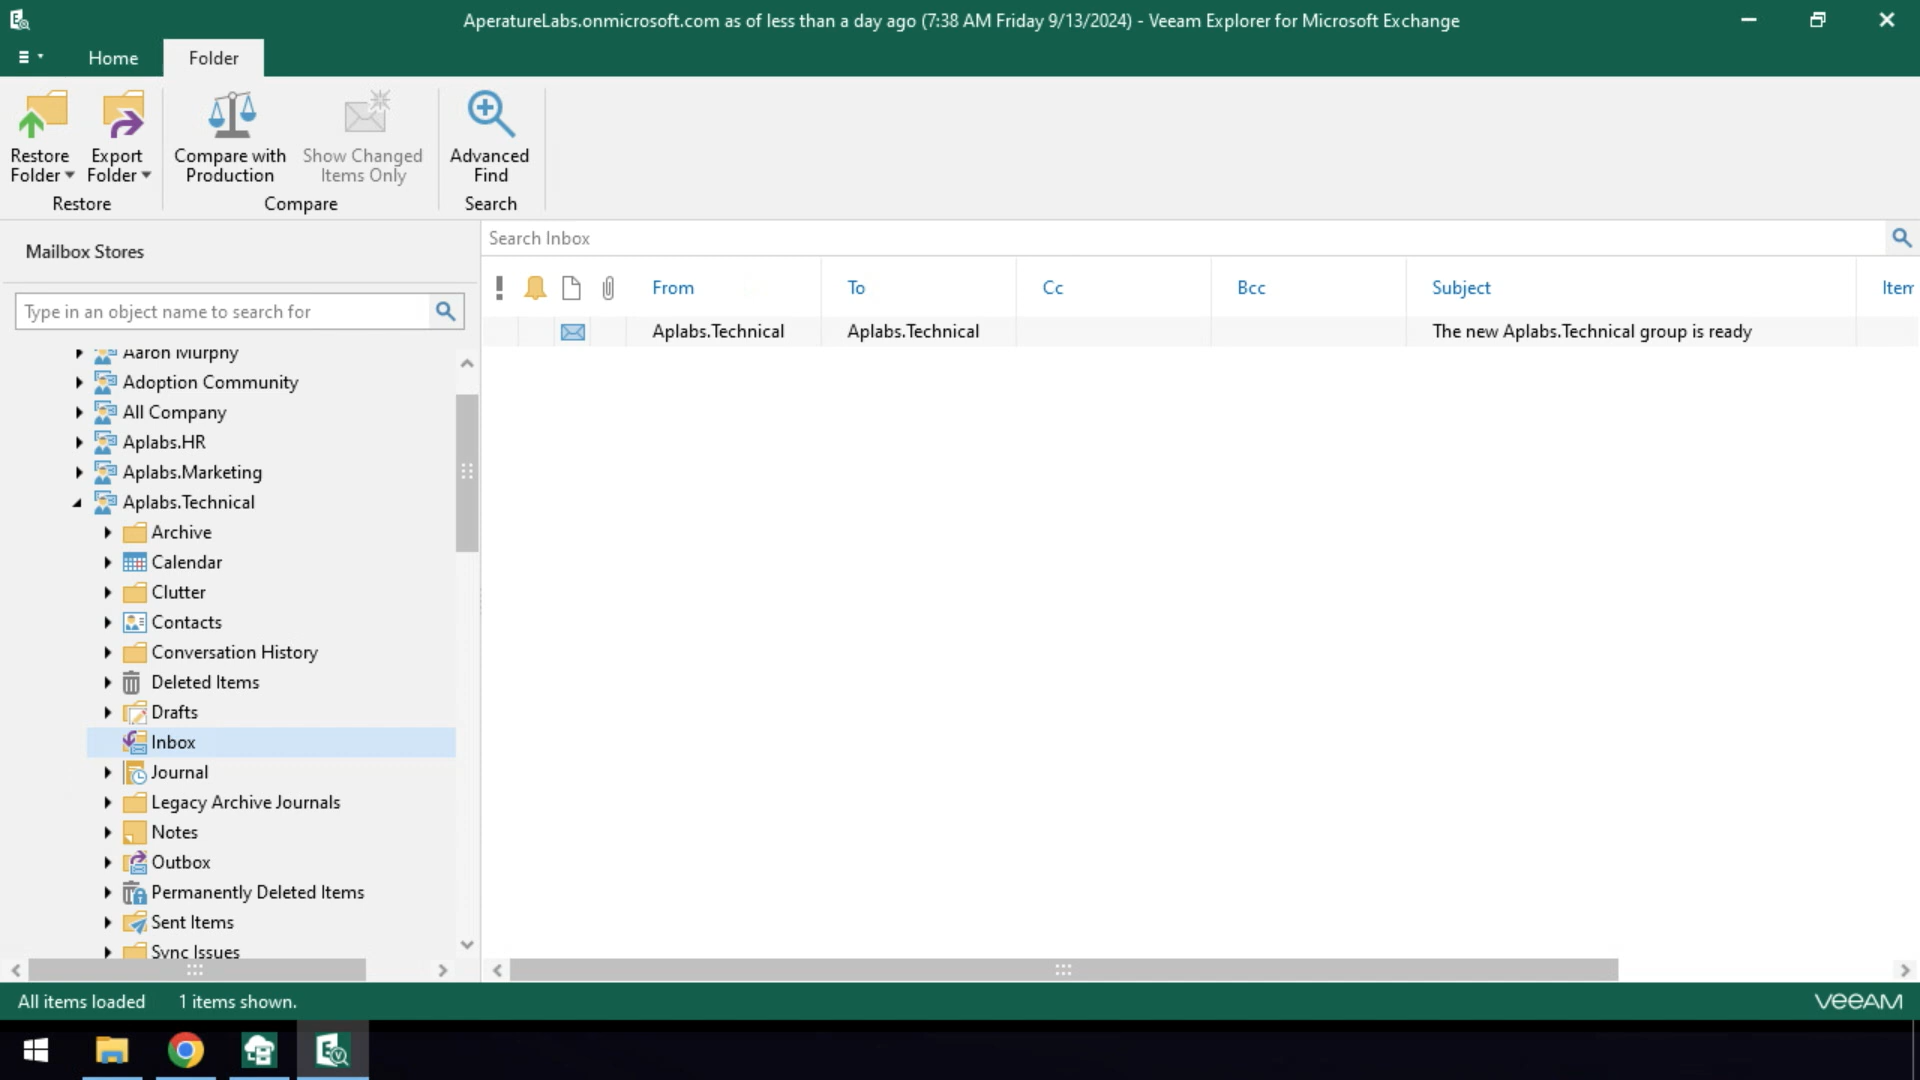 AperatureLabs.onmicrosoft.com as of less than a day ago (7:38 AM Friday 9/13/2024) - Veeam Explorer for Microsoft Exchange
Home
Folder
Restore
Folder
Export
Folder
Compare with
Production
Show Changed
Items Only
Advanced
Find
Restore
Compare
Search
Mailbox Stores
Type in an object name to search for
Aaron Murphy
Adoption Community
All Company
Aplabs.HR
Aplabs.Marketing
Aplabs.Technical
Archive
Calendar
Clutter
Contacts
Conversation History
Deleted Items
Drafts
Inbox
Journal
Legacy Archive Journals
Notes
Outbox
Permanently Deleted Items
Sent Items
Sync Issues
Search Inbox
From To Cc Bcc Subject Item
Aplabs.Technical Aplabs.Technical The new Aplabs.Technical group is ready
All items loaded 1 items shown.
veeam